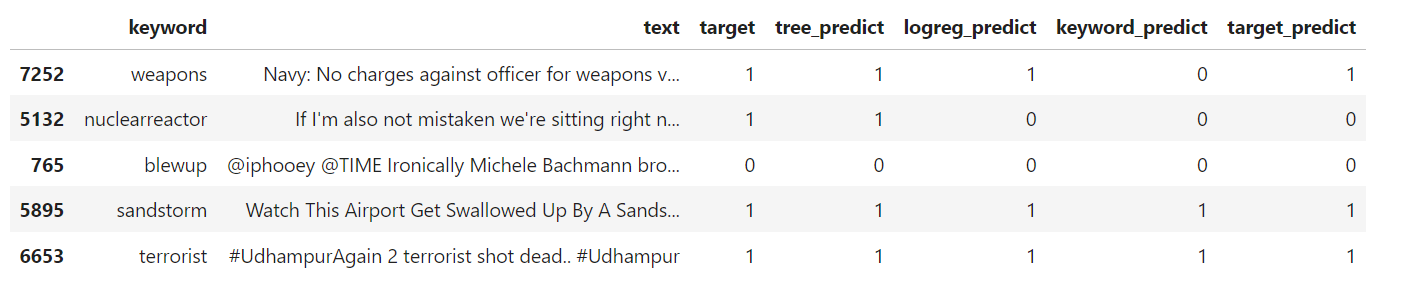 keyword text target tree_predict logreg_predict keyword_predict target_predict
7252 weapons Navy: No charges against officer for weapons v... 1 1 1 0 1
5132 nuclearreactor If I'm also not mistaken we're sitting right n... 1 1 0 0 0
765 blewup @iphooey @TIME Ironically Michele Bachmann bro... 0 0 0 0 0
5895 sandstorm Watch This Airport Get Swallowed Up By A Sands... 1 1 1 1 1
6653 terrorist #UdhampurAgain 2 terrorist shot dead.. #Udhampur 1 1 1 1 1